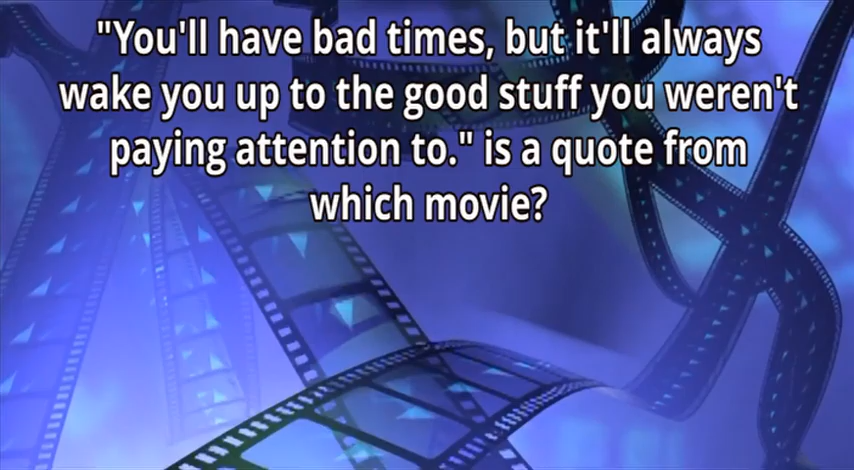 "You'll have bad times, but it'll always
wake you up to the good stuff you weren't
paying attention to." is a quote from
which movie?